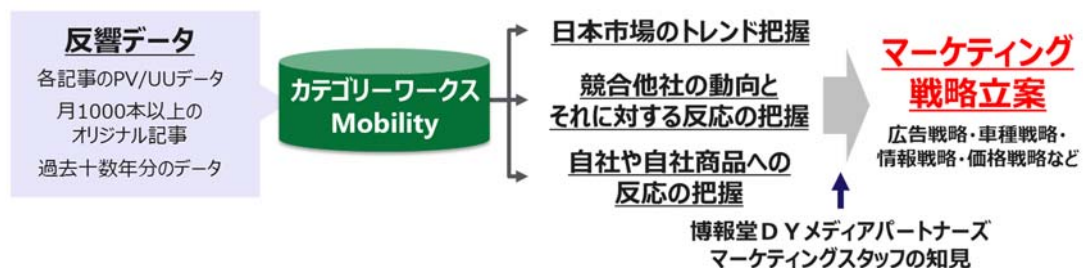 反響データ
各記事のPV/UUデータ
月1000本以上の
オリジナル記事
過去十数年分のデータ
カテゴリーワークス
Mobility
日本市場のトレンド把握
競合他社の動向と
それに対する反応の把握
自社や自社商品への
反応の把握
マーケティング
戦略立案
広告戦略・車種戦略・
情報戦略・価格戦略など
博報堂ＤＹメディアパートナーズ
マーケティングスタッフの知見